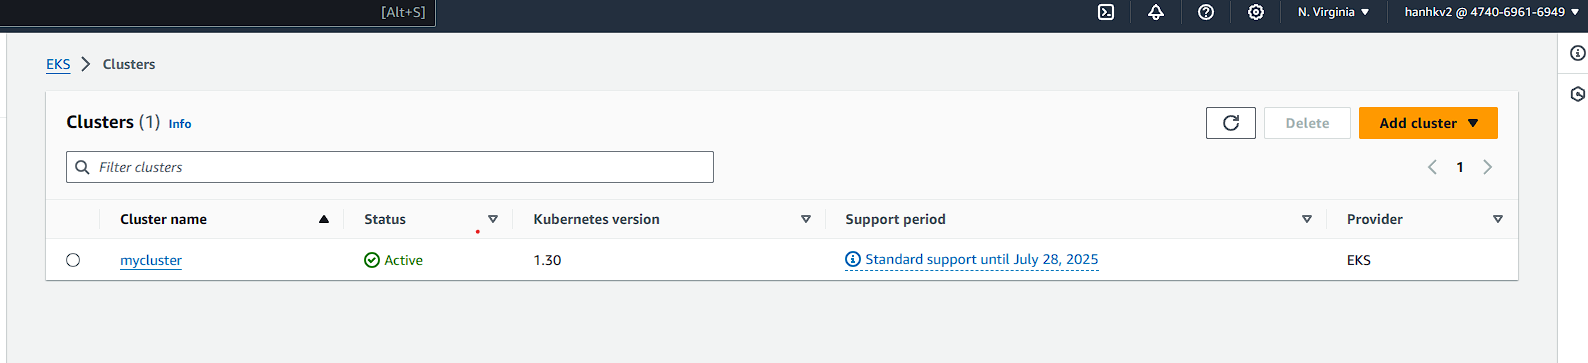 [Alt+S] N. Virginia hanhkv2 @ 4740-6961-6949
EKS Clusters
Clusters (1) Info Delete Add cluster
Filter clusters 1
Cluster name Status Kubernetes version Support period Provider
mycluster Active 1.30 Standard support until July 28, 2025 EKS